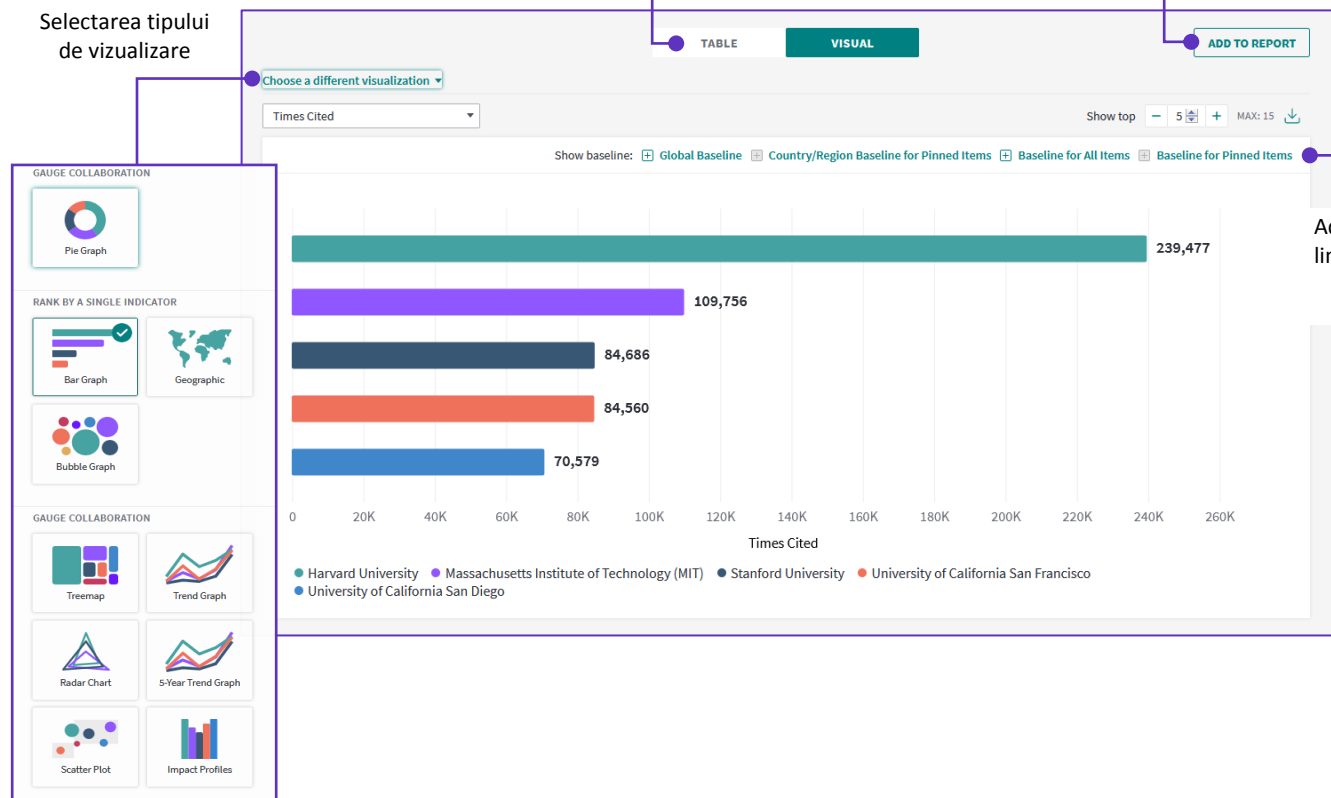 Selectarea tipului
de vizualizare
TABLE
VISUAL
ADD TO REPORT
Choose a different visualization
Times Cited
Show top
5
MAX: 15
Show baseline: Global Baseline Country/Region Baseline for Pinned Items Baseline for All Items Baseline for Pinned Items
GAUGE COLLABORATION
Pie Graph
RANK BY A SINGLE INDICATOR
Bar Graph
Geographic
Bubble Graph
GAUGE COLLABORATION
Treemap
Trend Graph
Radar Chart
5-Year Trend Graph
Scatter Plot
Impact Profiles
239,477
109,756
84,686
84,560
70,579
0 20K 40K 60K 80K 100K 120K 140K 160K 180K 200K 220K 240K 260K
Times Cited
Harvard University Massachusetts Institute of Technology (MIT) Stanford University University of California San Francisco
University of California San Diego